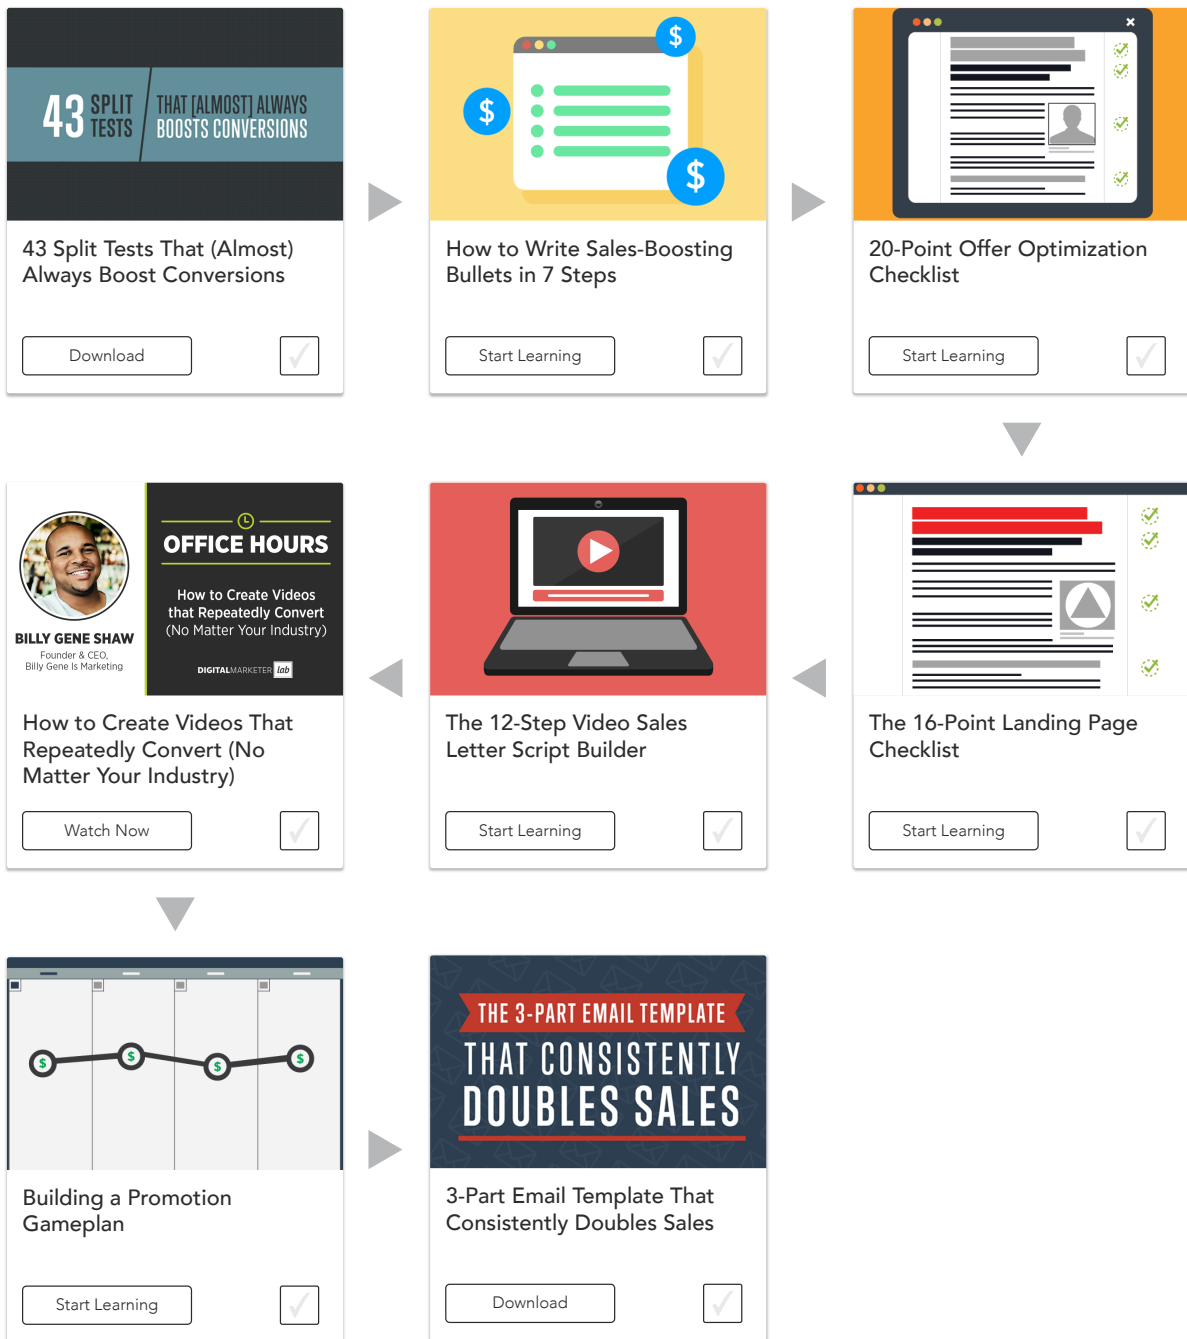 43 SPLIT TESTS THAT [ALMOST] ALWAYS BOOSTS CONVERSIONS
43 Split Tests That (Almost)
Always Boost Conversions
Download
$
$
$
How to Write Sales-Boosting
Bullets in 7 Steps
Start Learning
20-Point Offer Optimization
Checklist
Start Learning
The 16-Point Landing Page
Checklist
Start Learning
The 12-Step Video Sales
Letter Script Builder
Start Learning
BILLY GENE SHAW
Founder & CEO,
Billy Gene Is Marketing
OFFICE HOURS
How to Create Videos
that Repeatedly Convert
(No Matter Your Industry)
DIGITALMARKETER lab
How to Create Videos That
Repeatedly Convert (No
Matter Your Industry)
Watch Now
$
$
$
$
Building a Promotion
Gameplan
Start Learning
THE 3-PART EMAIL TEMPLATE
THAT CONSISTENTLY
DOUBLES SALES
3-Part Email Template That
Consistently Doubles Sales
Download